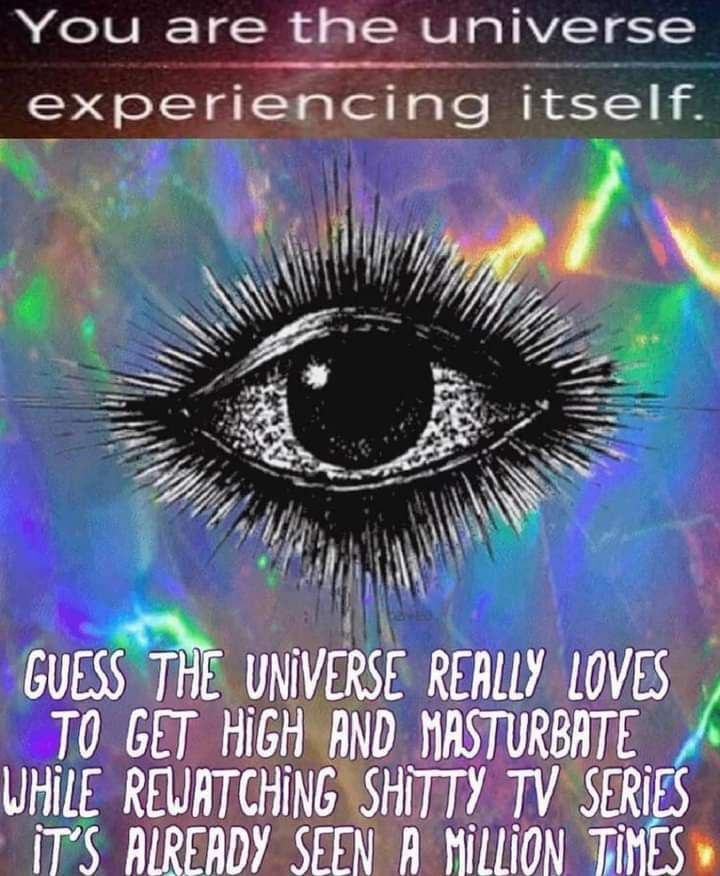 You are the universe
experiencing itself.
GUESS THE UNiVERSE REALLY LOVES
TO GET HiGH AND MASTURBATE
WHiLE REWATCHiNG SHiTTY TV SERiES
iT'S ALREADY SEEN A MiLLiON TiMES